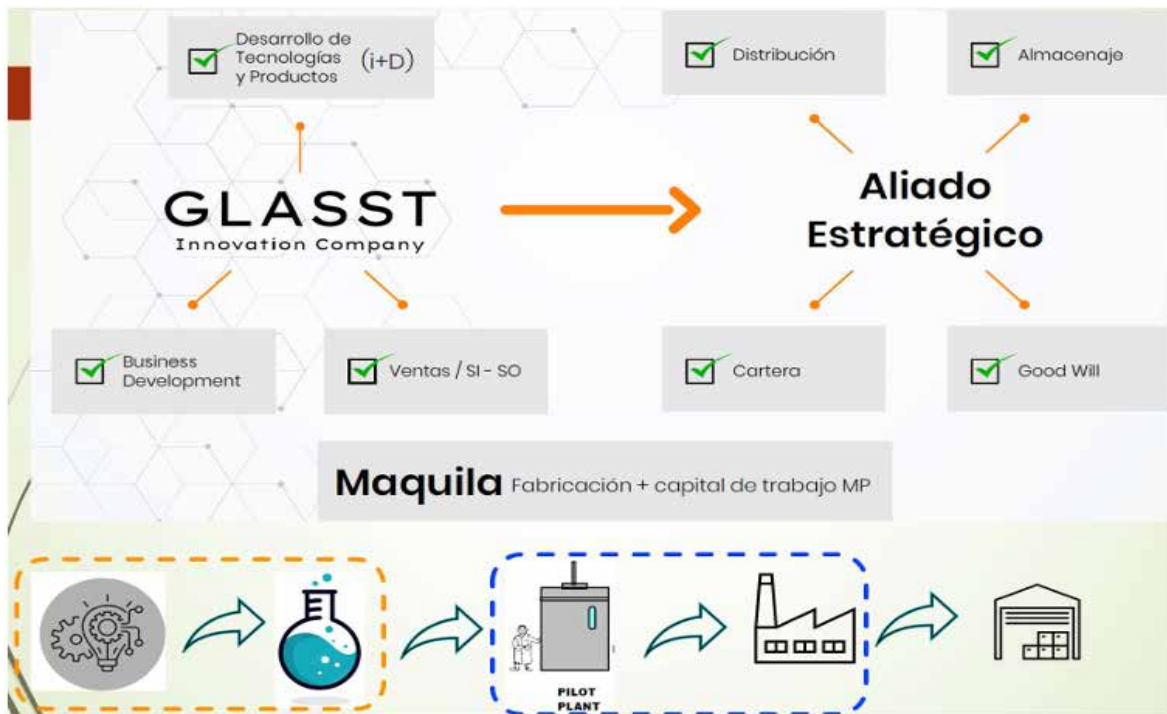 Desarrollo de
Tecnologías (i+D)
y Productos
Distribución
Almacenaje
GLASST
Innovation Company
Aliado
Estratégico
Business
Development
Ventas / SI - SO
Cartera
Good Will
Maquila Fabricación + capital de trabajo MP
PILOT
PLANT